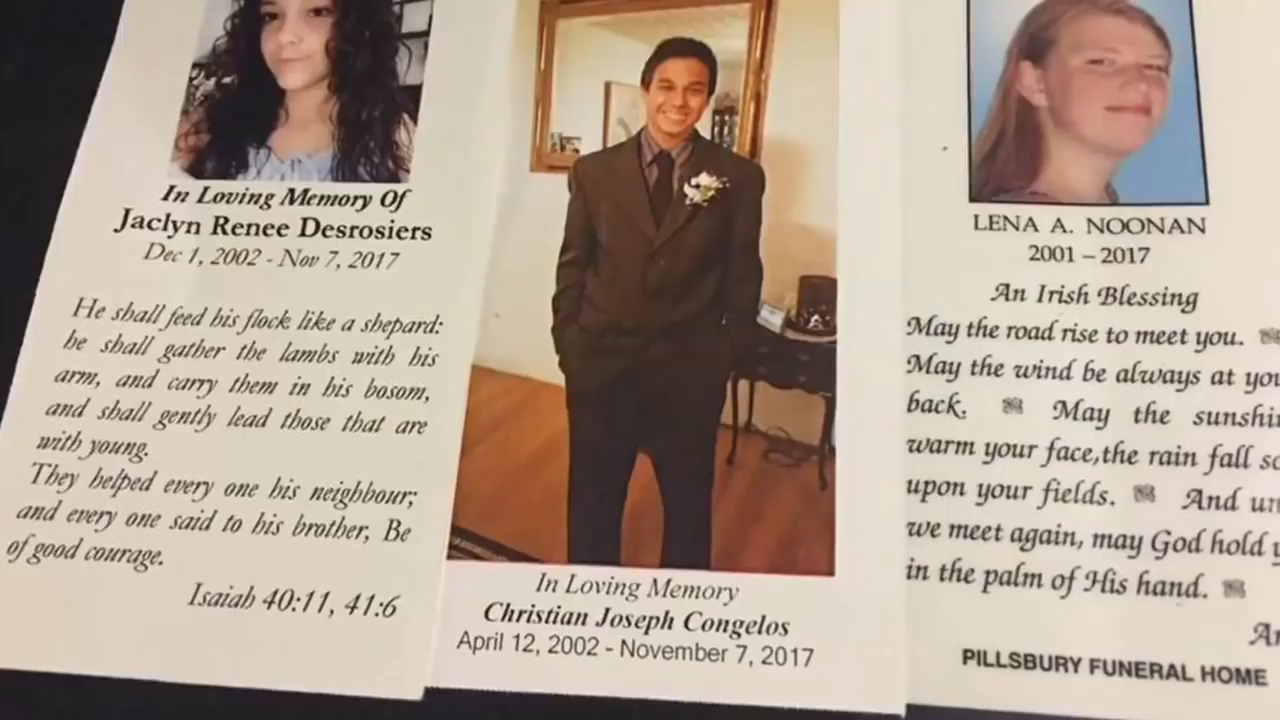 In Loving Memory Of
Jaclyn Renee Desrosiers
Dec 1, 2002 - Nov 7, 2017
He shall feed his flock like a shepard:
he shall gather the lambs with his
arm, and carry them in his bosom,
and shall gently lead those that are
with young.
They helped every one his neighbour;
and every one said to his brother, Be
of good courage.
Isaiah 40:11, 41:6
In Loving Memory
Christian Joseph Congelos
April 12, 2002 - November 7, 2017
LENA A. NOONAN
2001 – 2017
An Irish Blessing
May the road rise to meet you.
May the wind be always at
back. May the
warm your face,the rain fall
upon your fields. And
we meet again, may God hold
in the palm of His hand.
PILLSBURY FUNERAL HOME